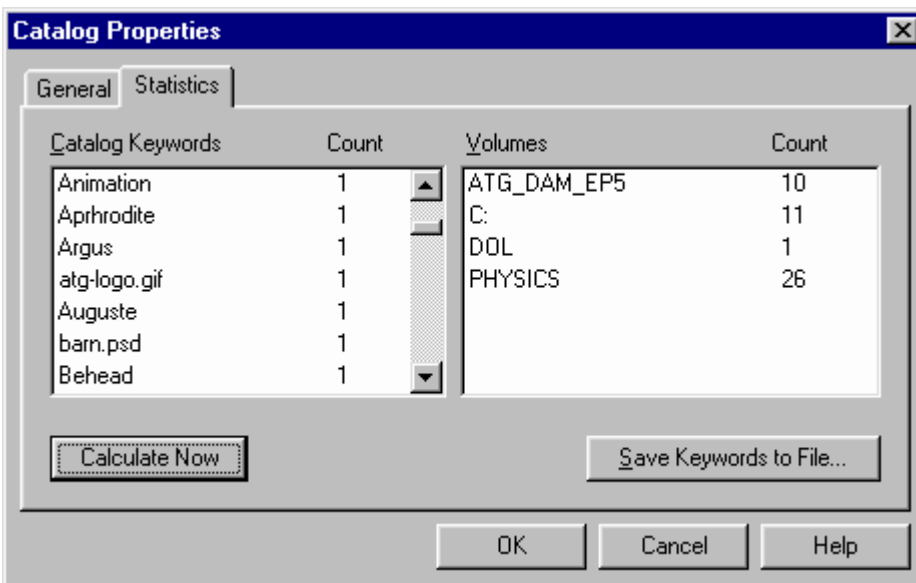 Catalog Properties
General Statistics
Catalog Keywords Count Volumes Count
Animation 1 ATG_DAM_EP5 10
Aprhrodite 1 C: 11
Argus 1 DOL 1
atg-logo.gif 1 PHYSICS 26
Auguste 1
barn.psd 1
Behead 1
Calculate Now Save Keywords to File...
OK Cancel Help